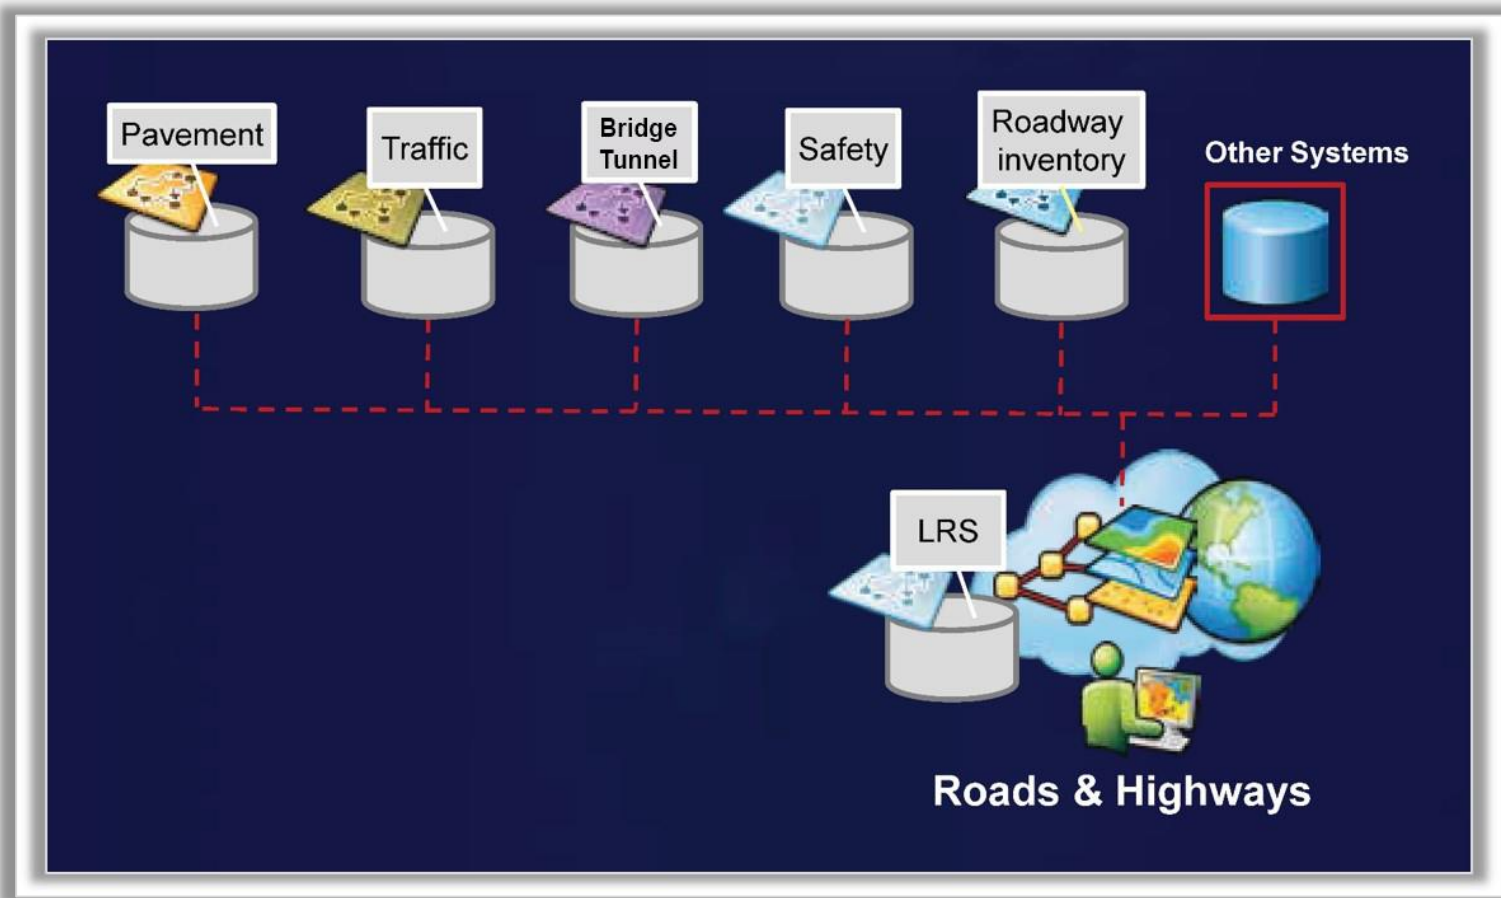 Pavement
Traffic
Bridge
Tunnel
Safety
Roadway
inventory
Other Systems
LRS
Roads & Highways